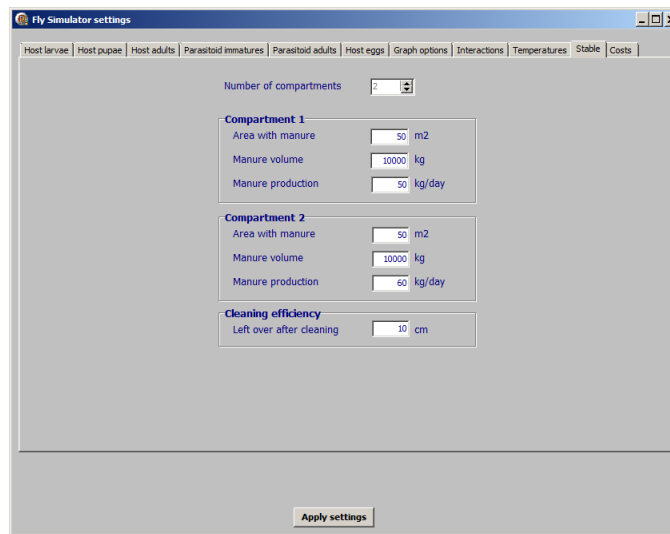 Fly Simulator settings
Host larvae Host pupae Host adults Parasitoid immatures Parasitoid adults Host eggs Graph options Interactions Temperatures Stable Costs
Number of compartments 2
Compartment 1
Area with manure 50 m2
Manure volume 10000 kg
Manure production 50 kg/day
Compartment 2
Area with manure 50 m2
Manure volume 10000 kg
Manure production 60 kg/day
Cleaning efficiency
Left over after cleaning 10 cm
Apply settings